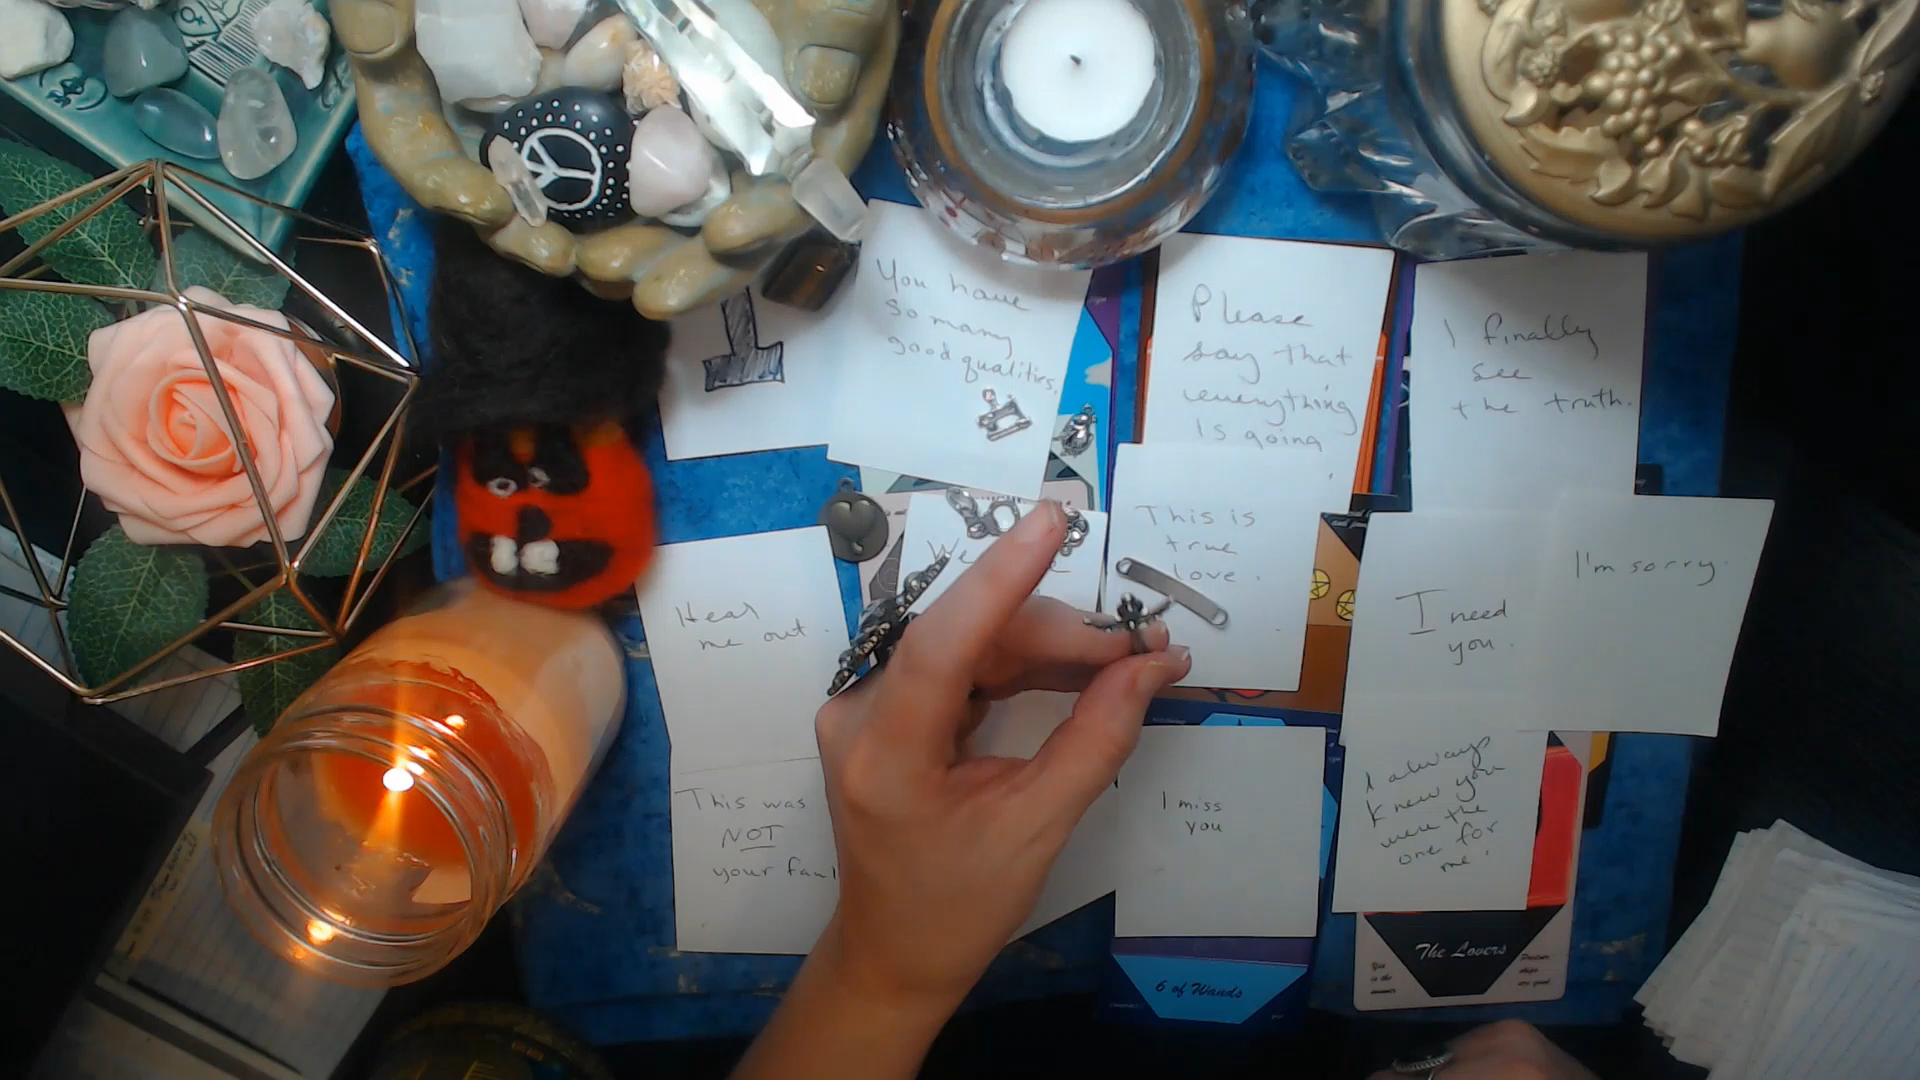 I
You have
so many
good qualities.
Please
say that
everything
is going
I finally
see
the truth.
We
This is
true
love.
Hear
me out.
I need
you.
I'm sorry.
This was
NOT
your faul
I miss
you
I always
knew you
were the
one for
me.
The Lovers
6 of Wands